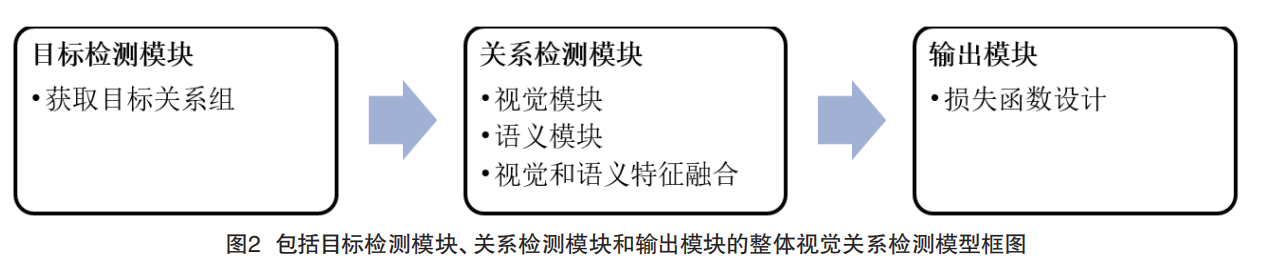 目标检测模块
•获取目标关系组
关系检测模块
•视觉模块
•语义模块
•视觉和语义特征融合
输出模块
•损失函数设计
图2 包括目标检测模块、关系检测模块和输出模块的整体视觉关系检测模型框图